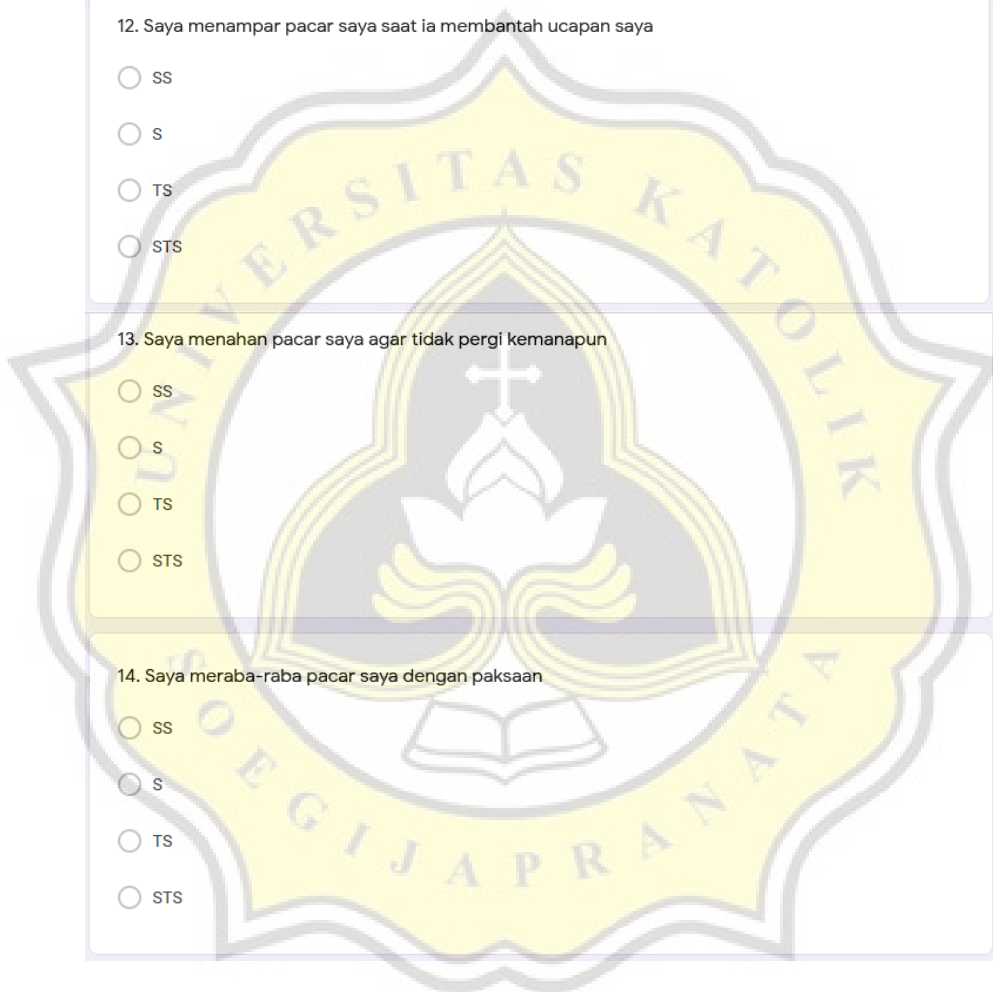 12. Saya menampar pacar saya saat ia membantah ucapan saya
SS
S
TS
STS
13. Saya menahan pacar saya agar tidak pergi kemanapun
SS
S
TS
STS
14. Saya meraba-raba pacar saya dengan paksaan
SS
S
TS
STS
UNIVERSITAS KATOLIK
SOEGIJAPRANATA